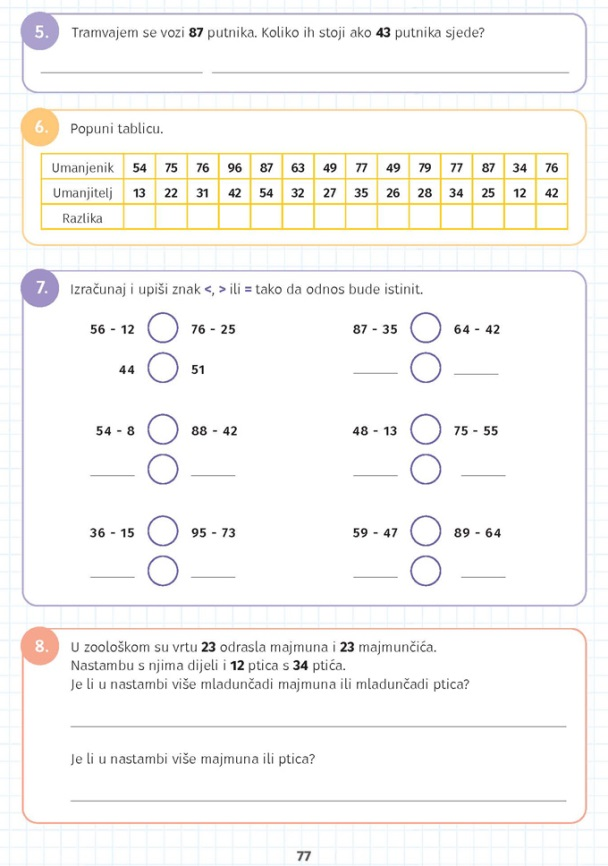 5. Tramvajem se vozi 87 putnika. Koliko ih stoji ako 43 putnika sjede?
6. Popuni tablicu.
Umanjenik 54 75 76 96 87 63 49 77 49 79 77 87 34 76
Umanjitelj 13 22 31 42 54 32 27 35 26 28 34 25 12 42
Razlika
7. Izračunaj i upiši znak <, > ili = tako da odnos bude istinit.
56 - 12 76 - 25 87 - 35 64 - 42
44 51
54 - 8 88 - 42 48 - 13 75 - 55
36 - 15 95 - 73 59 - 47 89 - 64
8. U zoološkom su vrtu 23 odrasla majmuna i 23 majmunčića.
Nastambu s njima dijeli i 12 ptica s 34 ptića.
Je li u nastambi više mladunčadi majmuna ili mladunčadi ptica?
Je li u nastambi više majmuna ili ptica?
77